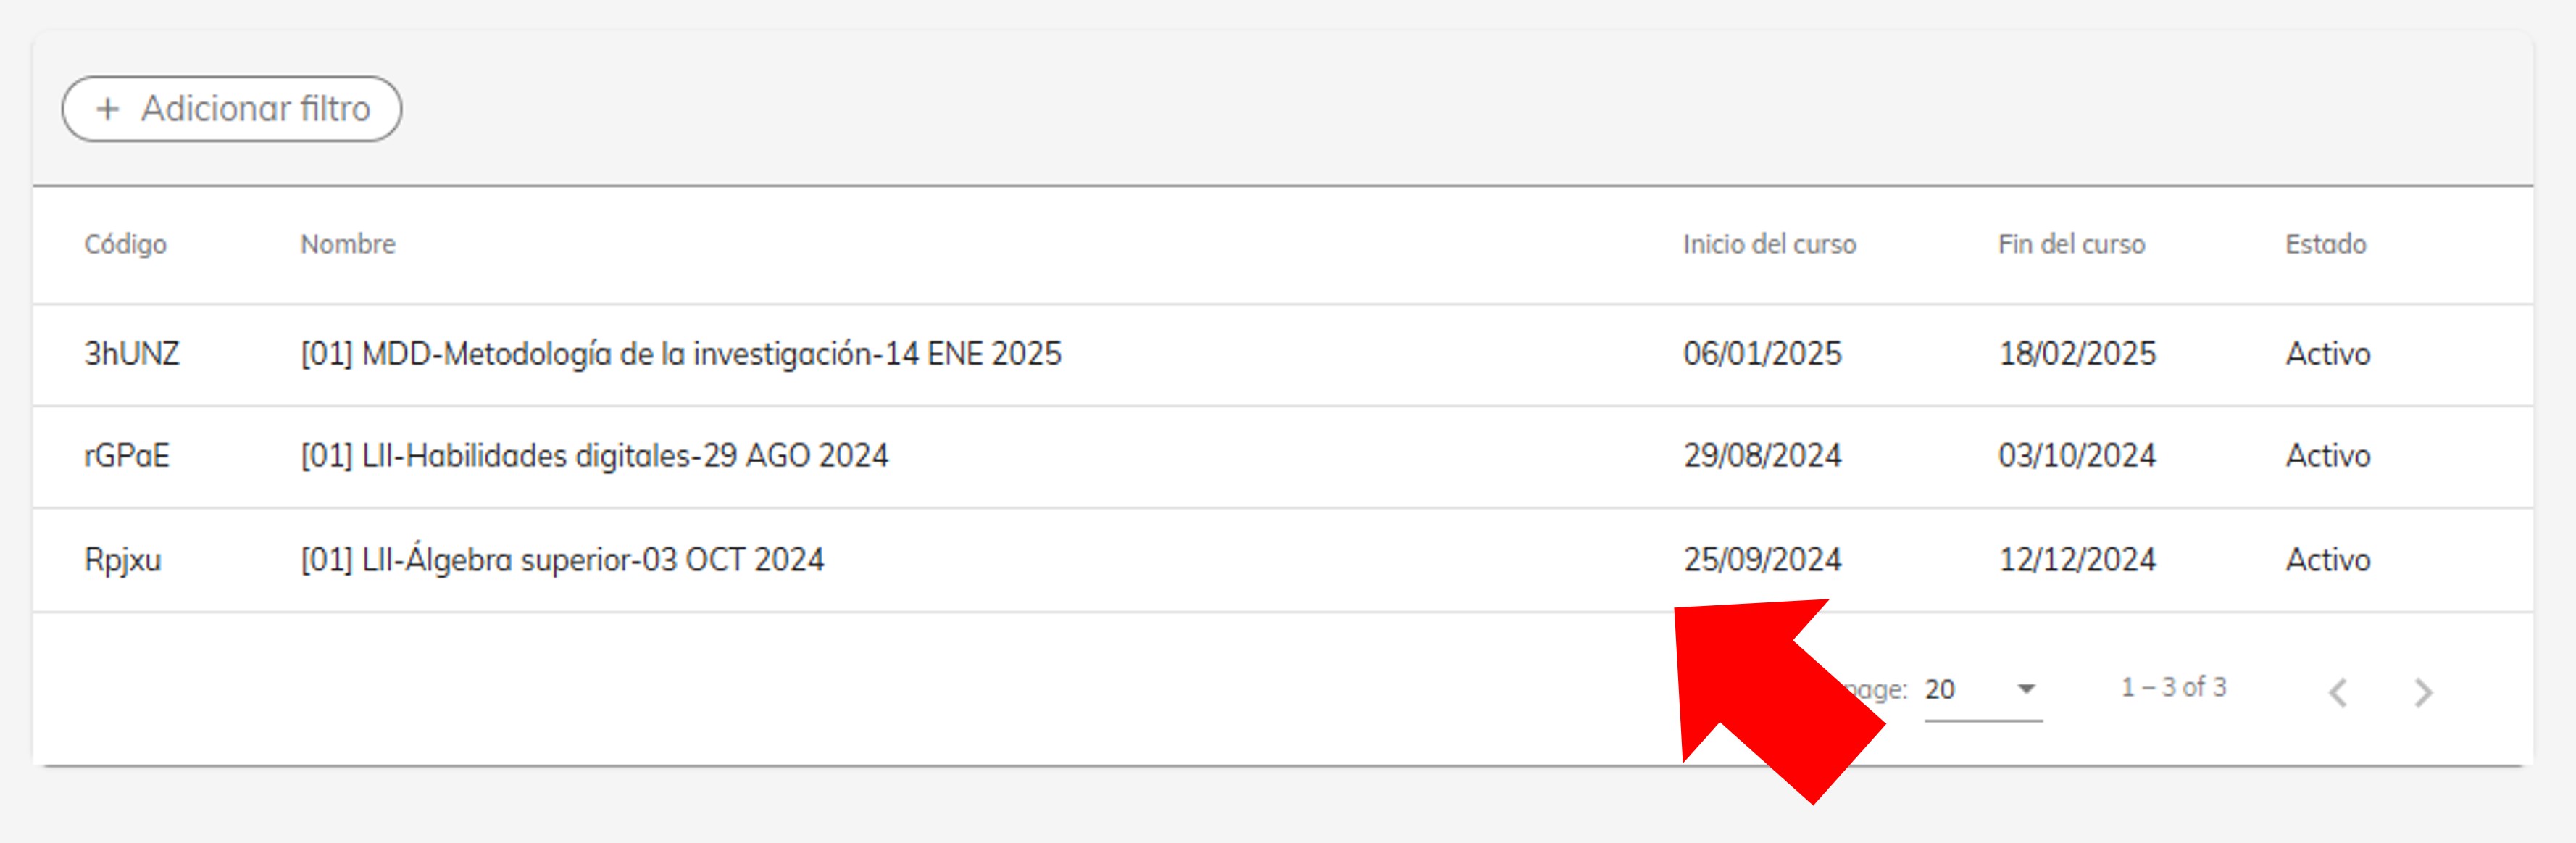 + Adicionar filtro
Código Nombre Inicio del curso Fin del curso Estado
3hUNZ [01] MDD-Metodología de la investigación-14 ENE 2025 06/01/2025 18/02/2025 Activo
rGPaE [01] LII-Habilidades digitales-29 AGO 2024 29/08/2024 03/10/2024 Activo
Rpjxu [01] LII-Álgebra superior-03 OCT 2024 25/09/2024 12/12/2024 Activo
page: 20 1 – 3 of 3